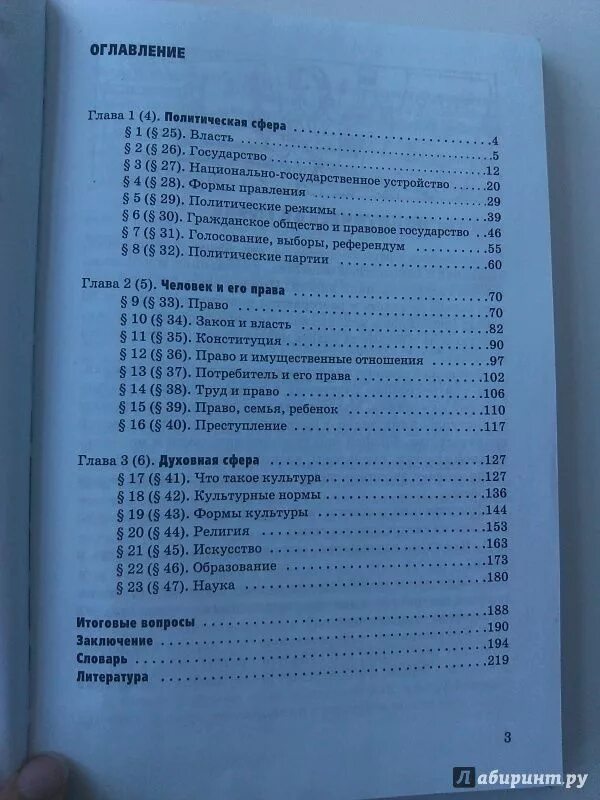 ОГЛАВЛЕНИЕ
Глава 1 (4). Политическая сфера ..... 4
§ 1 (§ 25). Власть ..... 5
§ 2 (§ 26). Государство ..... 12
§ 3 (§ 27). Национально-государственное устройство ..... 20
§ 4 (§ 28). Формы правления ..... 29
§ 5 (§ 29). Политические режимы ..... 39
§ 6 (§ 30). Гражданское общество и правовое государство ..... 46
§ 7 (§ 31). Голосование, выборы, референдум ..... 55
§ 8 (§ 32). Политические партии ..... 60
Глава 2 (5). Человек и его права ..... 70
§ 9 (§ 33). Право ..... 70
§ 10 (§ 34). Закон и власть ..... 82
§ 11 (§ 35). Конституция ..... 90
§ 12 (§ 36). Право и имущественные отношения ..... 97
§ 13 (§ 37). Потребитель и его права ..... 102
§ 14 (§ 38). Труд и право ..... 106
§ 15 (§ 39). Право, семья, ребенок ..... 110
§ 16 (§ 40). Преступление ..... 117
Глава 3 (6). Духовная сфера ..... 127
§ 17 (§ 41). Что такое культура ..... 127
§ 18 (§ 42). Культурные нормы ..... 136
§ 19 (§ 43). Формы культуры ..... 144
§ 20 (§ 44). Религия ..... 153
§ 21 (§ 45). Искусство ..... 163
§ 22 (§ 46). Образование ..... 173
§ 23 (§ 47). Наука ..... 180
Итоговые вопросы ..... 188
Заключение ..... 190
Словарь ..... 194
Литература ..... 219
3
Лабиринт.ру